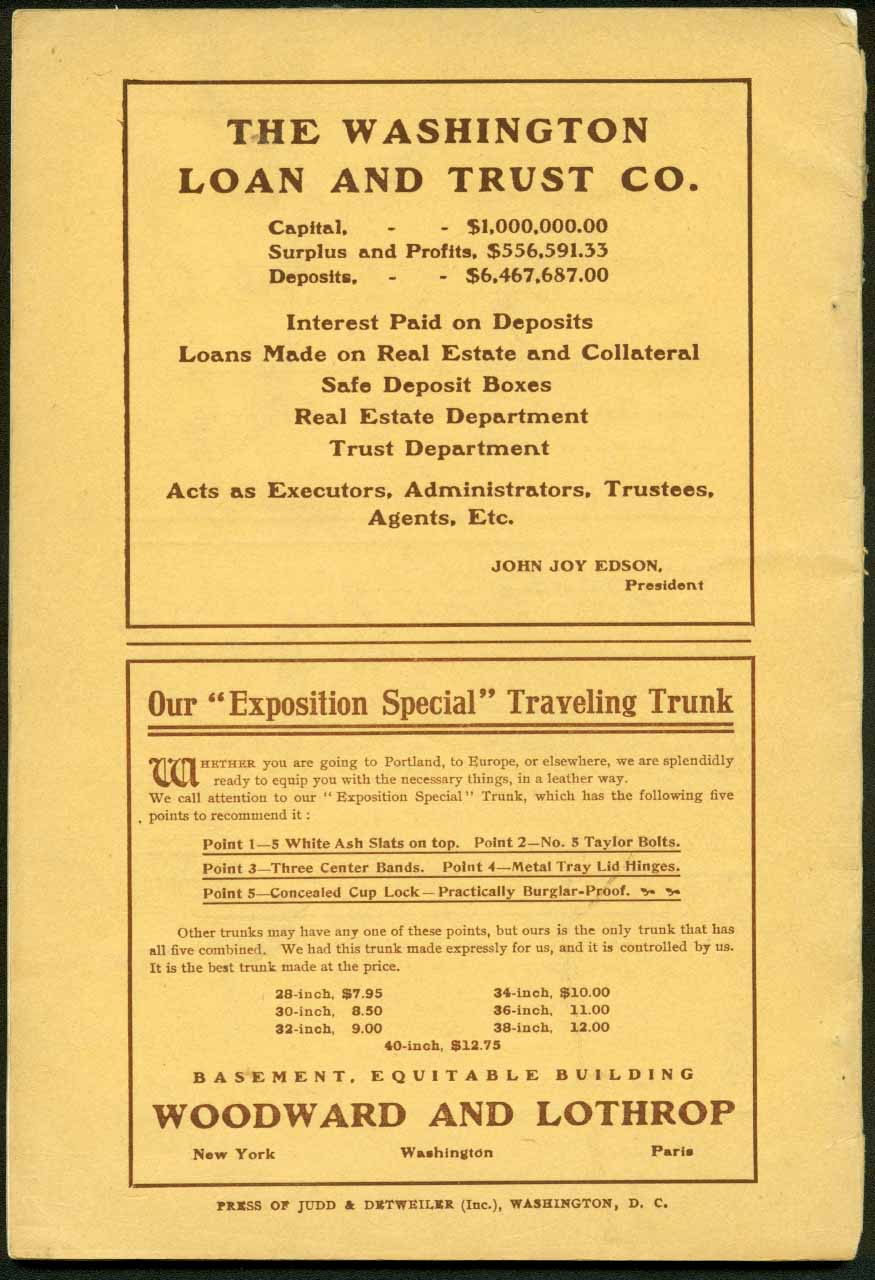 THE WASHINGTON
LOAN AND TRUST CO.
Capital, - - $1,000,000.00
Surplus and Profits, $556,591.33
Deposits, - - $6,467,687.00
Interest Paid on Deposits
Loans Made on Real Estate and Collateral
Safe Deposit Boxes
Real Estate Department
Trust Department
Acts as Executors, Administrators, Trustees,
Agents, Etc.
JOHN JOY EDSON,
President
Our "Exposition Special" Traveling Trunk
WHETHER you are going to Portland, to Europe, or elsewhere, we are splendidly
ready to equip you with the necessary things, in a leather way.
We call attention to our "Exposition Special" Trunk, which has the following five
points to recommend it :
Point 1—5 White Ash Slats on top. Point 2—No. 5 Taylor Bolts.
Point 3—Three Center Bands. Point 4—Metal Tray Lid Hinges.
Point 5—Concealed Cup Lock—Practically Burglar-Proof.
Other trunks may have any one of these points, but ours is the only trunk that has
all five combined. We had this trunk made expressly for us, and it is controlled by us.
It is the best trunk made at the price.
28-inch, $7.95 34-inch, $10.00
30-inch, 8.50 36-inch, 11.00
32-inch, 9.00 38-inch, 12.00
40-inch, $12.75
BASEMENT, EQUITABLE BUILDING
WOODWARD AND LOTHROP
New York Washington Paris
PRESS OF JUDD & DETWEILER (Inc.), WASHINGTON, D. C.